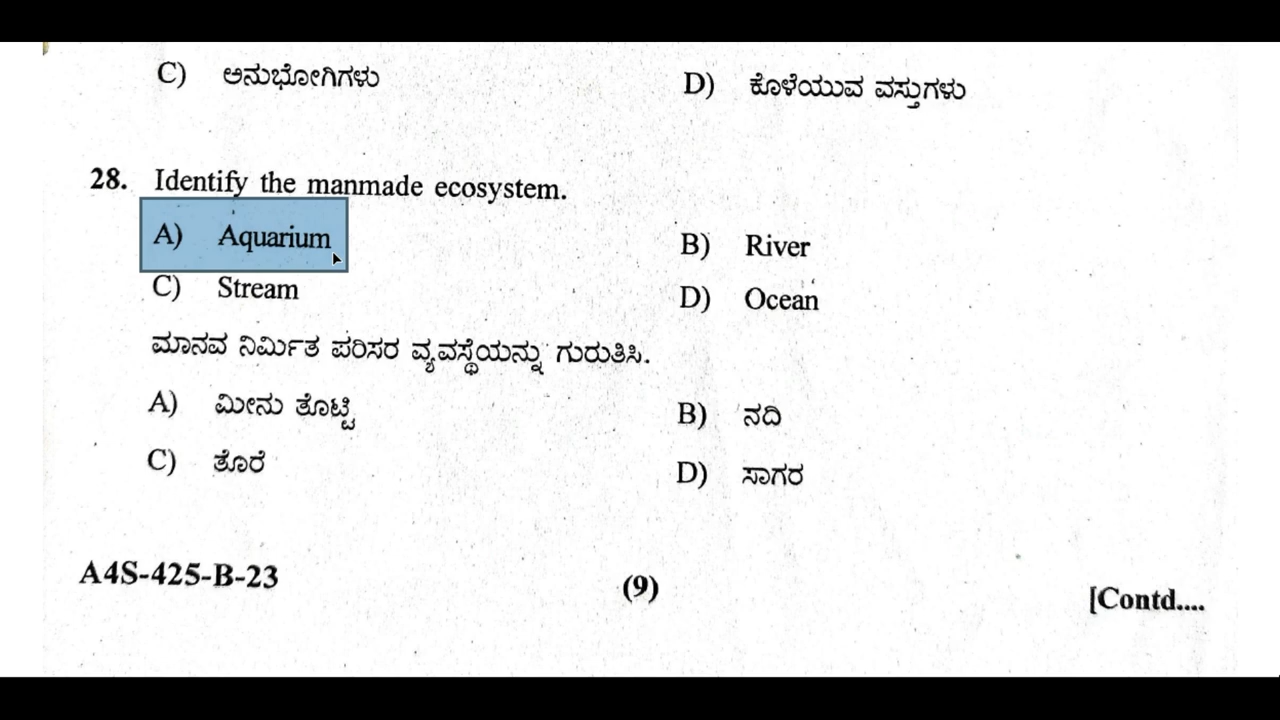 C) ಅನುಭೋಗಿಗಳು D) ಕೊಳೆಯುವ ವಸ್ತುಗಳು
28. Identify the manmade ecosystem.
A) Aquarium B) River
C) Stream D) Ocean
ಮಾನವ ನಿರ್ಮಿತ ಪರಿಸರ ವ್ಯವಸ್ಥೆಯನ್ನು ಗುರುತಿಸಿ.
A) ಮೀನು ತೊಟ್ಟಿ B) ನದಿ
C) ತೊರೆ D) ಸಾಗರ
A4S-425-B-23 (9) [Contd....